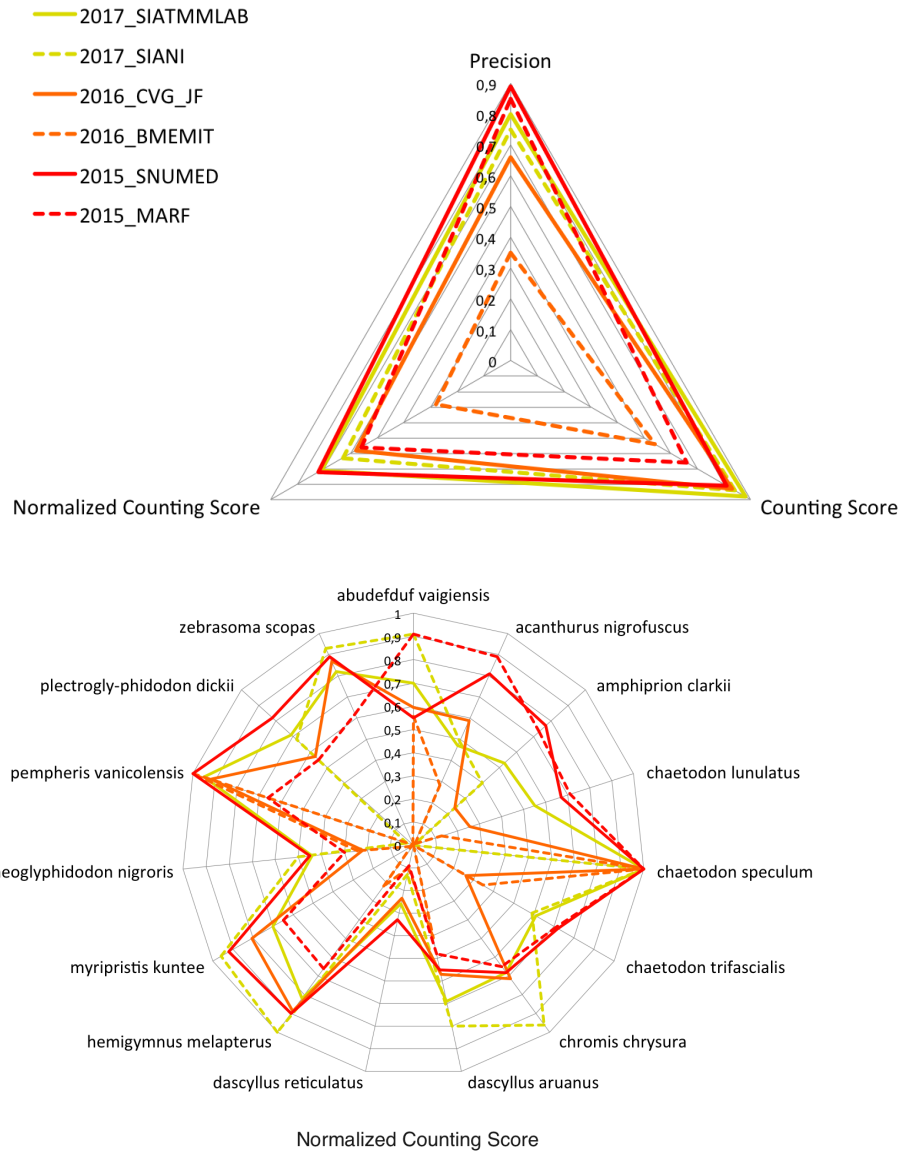 2017_SIATMMLAB
2017_SIANI
2016_CVG_JF
2016_BMEMIT
2015_SNUMED
2015_MARF
Precision
0,9
0,8
0,7
0,6
0,5
0,4
0,3
0,2
0,1
0
Normalized Counting Score
Counting Score
abudefduf vaigiensis
zebrasoma scopas
acanthurus nigrofuscus
plectrogly-phidodon dickii
amphiprion clarkii
pempheris vanicolensis
chaetodon lunulatus
1
0,9
0,8
0,7
0,6
0,5
0,4
0,3
0,2
0,1
0
eoglyphidodon nigroris
chaetodon speculum
myripristis kuntee
chaetodon trifascialis
hemigymnus melapterus
chromis chrysura
dascyllus reticulatus
dascyllus aruanus
Normalized Counting Score